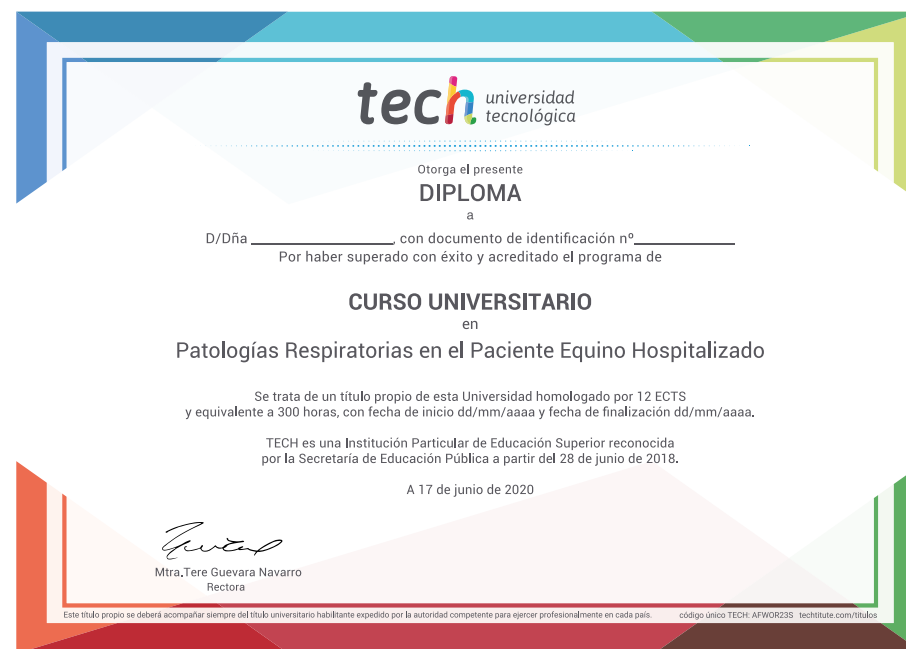 tech universidad
tecnológica
Otorga el presente
DIPLOMA
a
D/Dña ____________________, con documento de identificación nº______________
Por haber superado con éxito y acreditado el programa de
CURSO UNIVERSITARIO
en
Patologías Respiratorias en el Paciente Equino Hospitalizado
Se trata de un título propio de esta Universidad homologado por 12 ECTS
y equivalente a 300 horas, con fecha de inicio dd/mm/aaaa y fecha de finalización dd/mm/aaaa.
TECH es una Institución Particular de Educación Superior reconocida
por la Secretaría de Educación Pública a partir del 28 de junio de 2018.
A 17 de junio de 2020
Mtra.Tere Guevara Navarro
Rectora
Este título propio se deberá acompañar siempre del título universitario habilitante expedido por la autoridad competente para ejercer profesionalmente en cada país. código único TECH: AFWOR23S techtitute.com/titulos